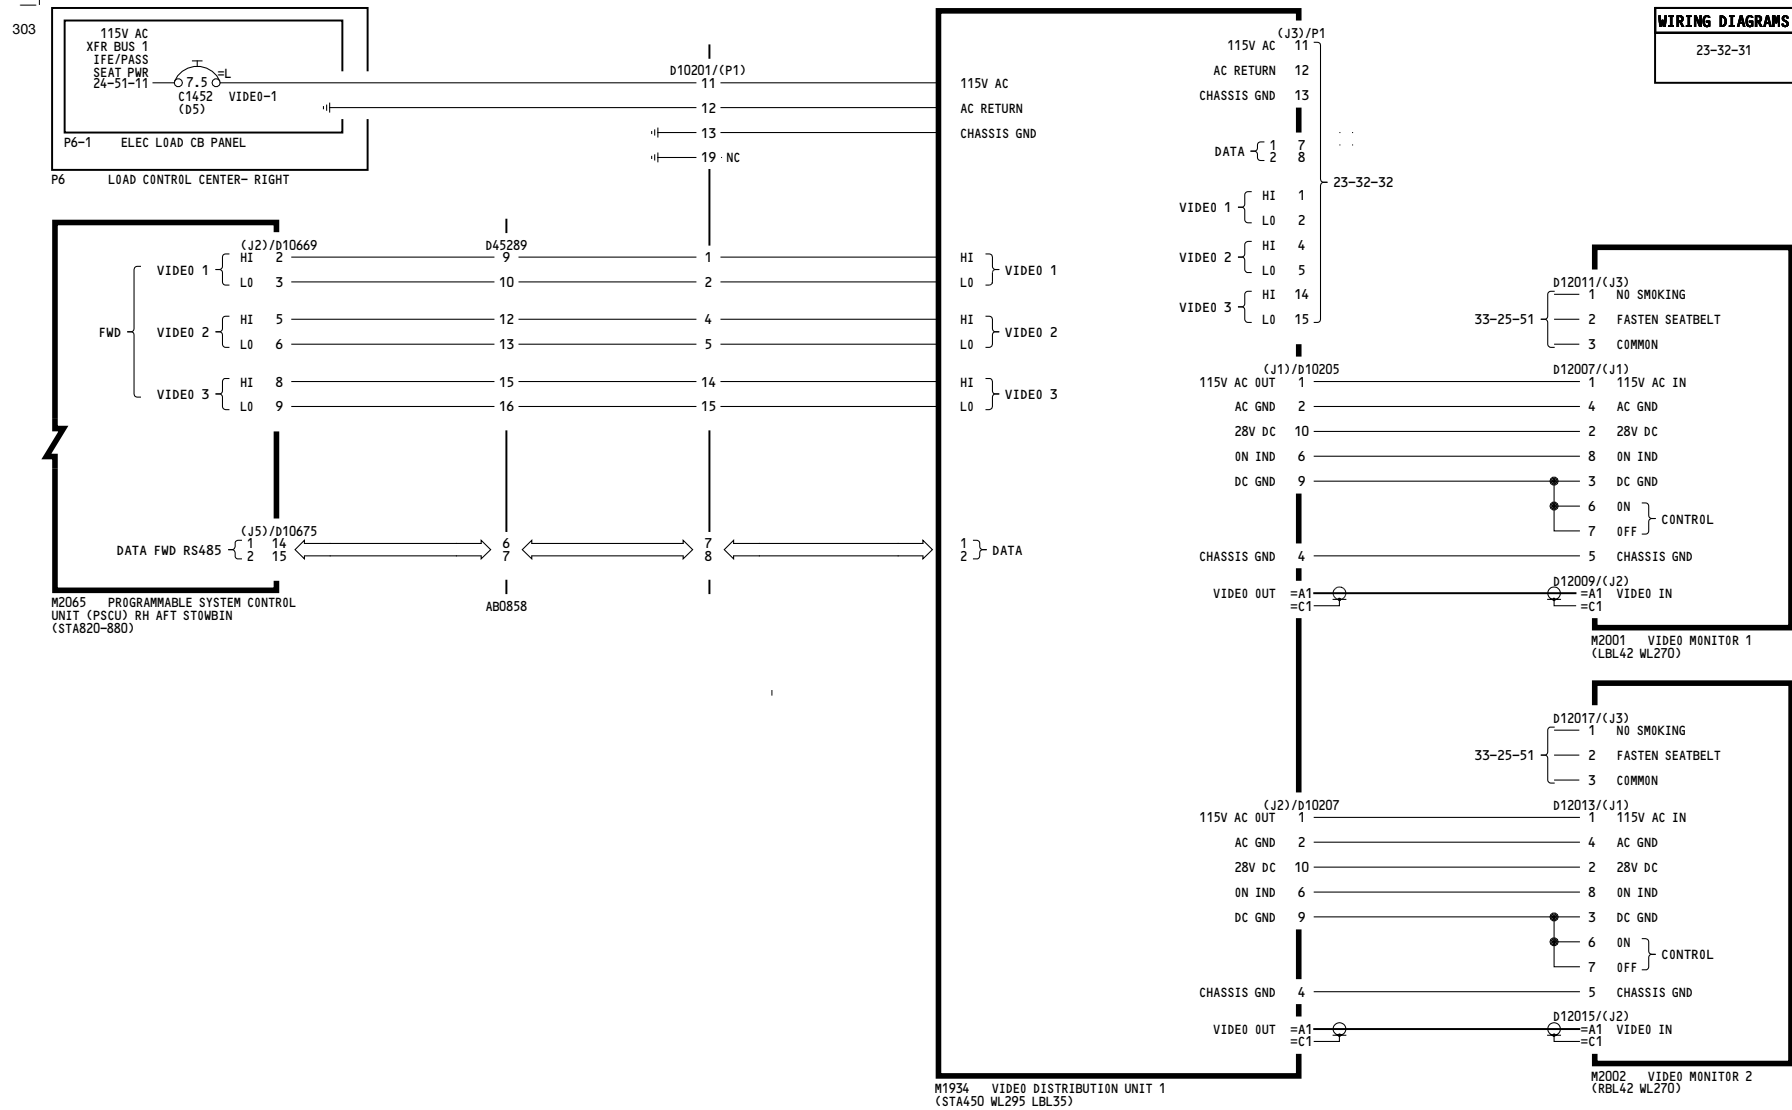 303
WIRING DIAGRAMS
23-32-31
115V AC
XFR BUS 1
IFE/PASS
SEAT PWR
24-51-11 7.5 =L
C1452 VIDEO-1
(D5)
P6-1 ELEC LOAD CB PANEL
P6 LOAD CONTROL CENTER- RIGHT
D10201/(P1)
11 115V AC
12 AC RETURN
13 CHASSIS GND
19 NC
(J2)/D10669
D45289
FWD
VIDEO 1 HI 2 9 1 HI VIDEO 1
LO 3 10 2 LO
VIDEO 2 HI 5 12 4 HI VIDEO 2
LO 6 13 5 LO
VIDEO 3 HI 8 15 14 HI VIDEO 3
LO 9 16 15 LO
(J5)/D10675
DATA FWD RS485 1 14 6 7 1 DATA
2 15 7 8 2
AB0858
M2065 PROGRAMMABLE SYSTEM CONTROL
UNIT (PSCU) RH AFT STOWBIN
(STA820-880)
(J3)/P1
115V AC 11
AC RETURN 12
CHASSIS GND 13
DATA 1 7
2 8
23-32-32
VIDEO 1 HI 1
LO 2
VIDEO 2 HI 4
LO 5
VIDEO 3 HI 14
LO 15
(J1)/D10205
115V AC OUT 1
AC GND 2
28V DC 10
ON IND 6
DC GND 9
CHASSIS GND 4
VIDEO OUT =A1
=C1
D12011/(J3)
33-25-51
1 NO SMOKING
2 FASTEN SEATBELT
3 COMMON
D12007/(J1)
1 115V AC IN
4 AC GND
2 28V DC
8 ON IND
3 DC GND
6 ON
CONTROL
7 OFF
5 CHASSIS GND
D12009/(J2)
=A1 VIDEO IN
=C1
M2001 VIDEO MONITOR 1
(LBL42 WL270)
(J2)/D10207
115V AC OUT 1
AC GND 2
28V DC 10
ON IND 6
DC GND 9
CHASSIS GND 4
VIDEO OUT =A1
=C1
D12017/(J3)
33-25-51
1 NO SMOKING
2 FASTEN SEATBELT
3 COMMON
D12013/(J1)
1 115V AC IN
4 AC GND
2 28V DC
8 ON IND
3 DC GND
6 ON
CONTROL
7 OFF
5 CHASSIS GND
D12015/(J2)
=A1 VIDEO IN
=C1
M2002 VIDEO MONITOR 2
(RBL42 WL270)
M1934 VIDEO DISTRIBUTION UNIT 1
(STA450 WL295 LBL35)